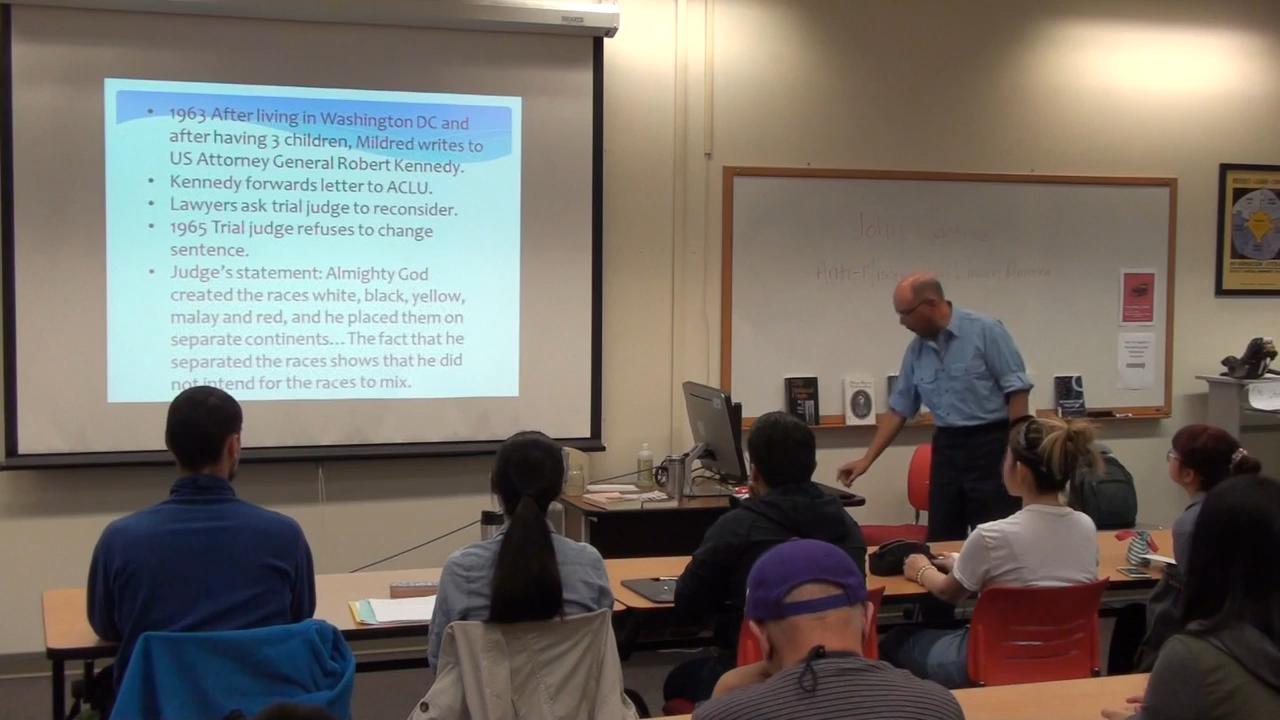 • 1963 After living in Washington DC and
after having 3 children, Mildred writes to
US Attorney General Robert Kennedy.
• Kennedy forwards letter to ACLU.
• Lawyers ask trial judge to reconsider.
• 1965 Trial judge refuses to change
sentence.
• Judge's statement: Almighty God
created the races white, black, yellow,
malay and red, and he placed them on
separate continents... The fact that he
separated the races shows that he did
not intend for the races to mix.
John